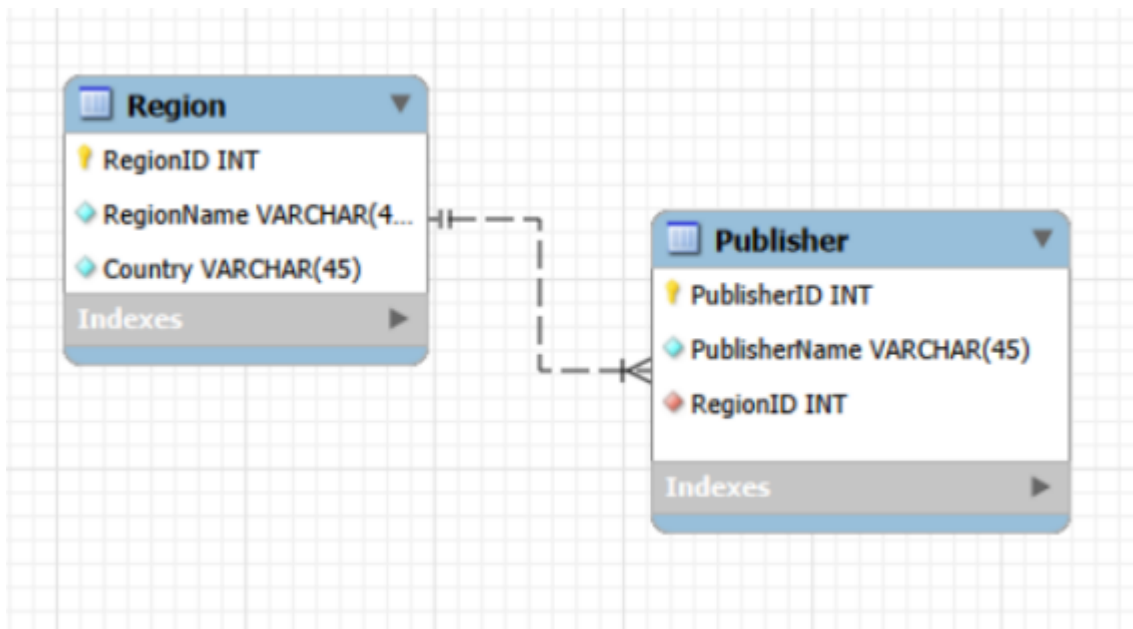 Region
RegionID INT
RegionName VARCHAR(4...
Country VARCHAR(45)
Indexes
Publisher
PublisherID INT
PublisherName VARCHAR(45)
RegionID INT
Indexes